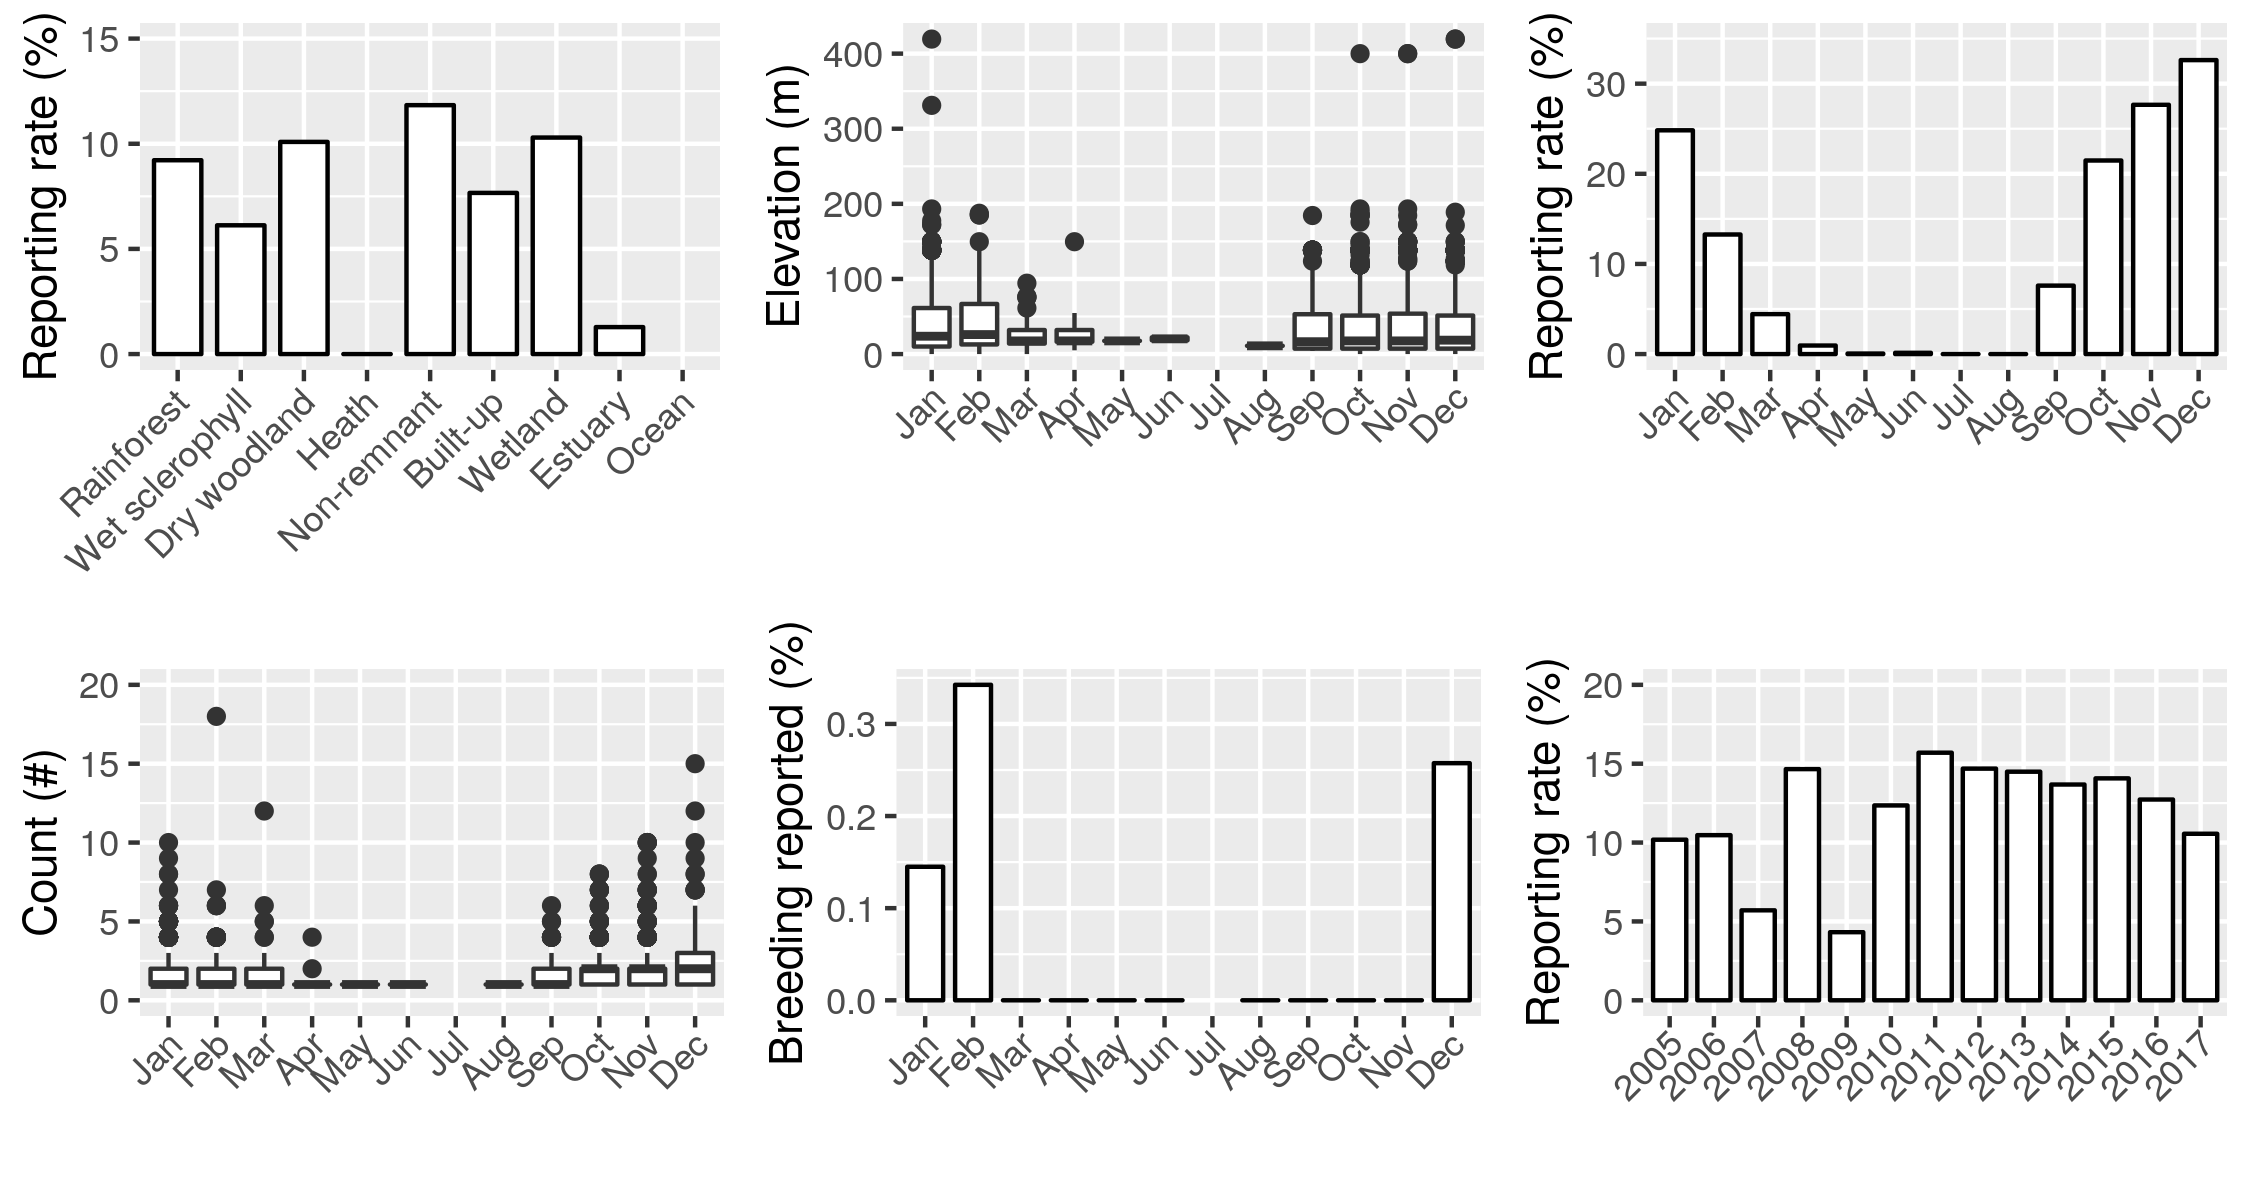 Reporting rate (%)
15
10
5
0
Rainforest
Wet sclerophyll
Dry woodland
Heath
Non-remnant
Built-up
Wetland
Estuary
Ocean
Elevation (m)
400
300
200
100
0
Jan
Feb
Mar
Apr
May
Jun
Jul
Aug
Sep
Oct
Nov
Dec
Reporting rate (%)
30
20
10
0
Jan
Feb
Mar
Apr
May
Jun
Jul
Aug
Sep
Oct
Nov
Dec
Count (#)
20
15
10
5
0
Jan
Feb
Mar
Apr
May
Jun
Jul
Aug
Sep
Oct
Nov
Dec
Breeding reported (%)
0.3
0.2
0.1
0.0
Jan
Feb
Mar
Apr
May
Jun
Jul
Aug
Sep
Oct
Nov
Dec
Reporting rate (%)
20
15
10
5
0
2005
2006
2007
2008
2009
2010
2011
2012
2013
2014
2015
2016
2017